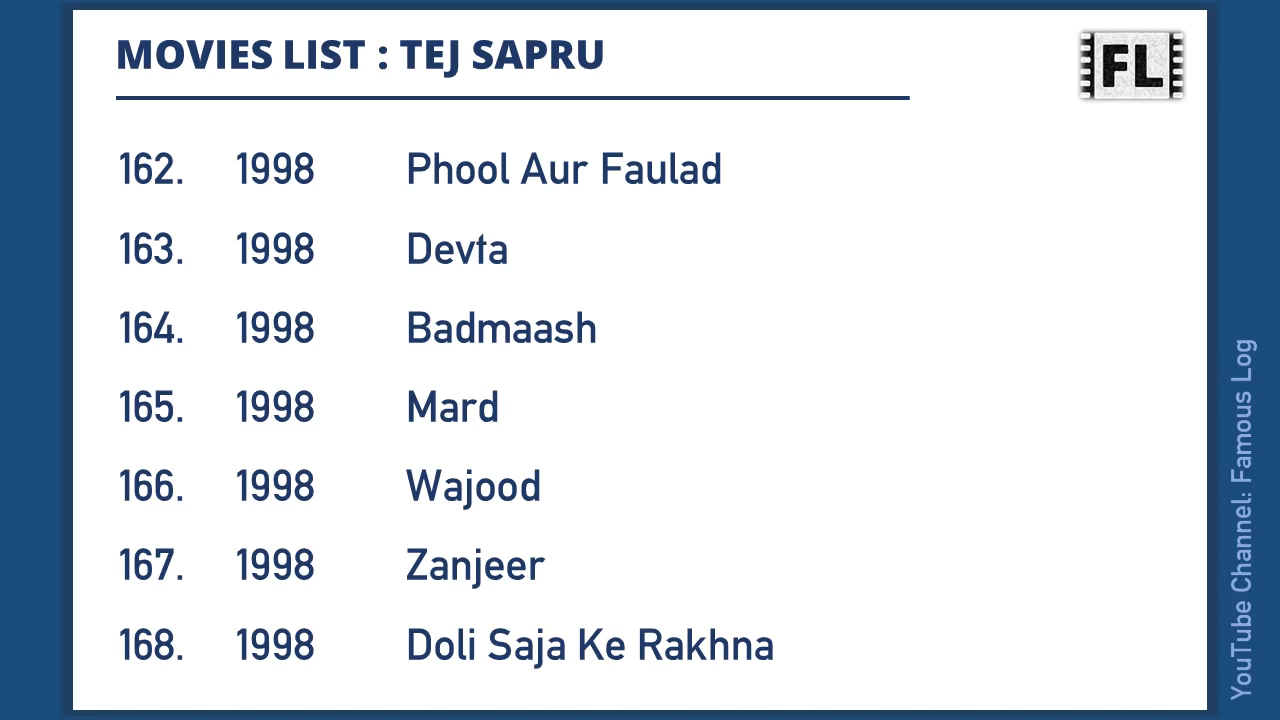 MOVIES LIST : TEJ SAPRU
FL
162. 1998 Phool Aur Faulad
163. 1998 Devta
164. 1998 Badmaash
165. 1998 Mard
166. 1998 Wajood
167. 1998 Zanjeer
168. 1998 Doli Saja Ke Rakhna
YouTube Channel: Famous Log